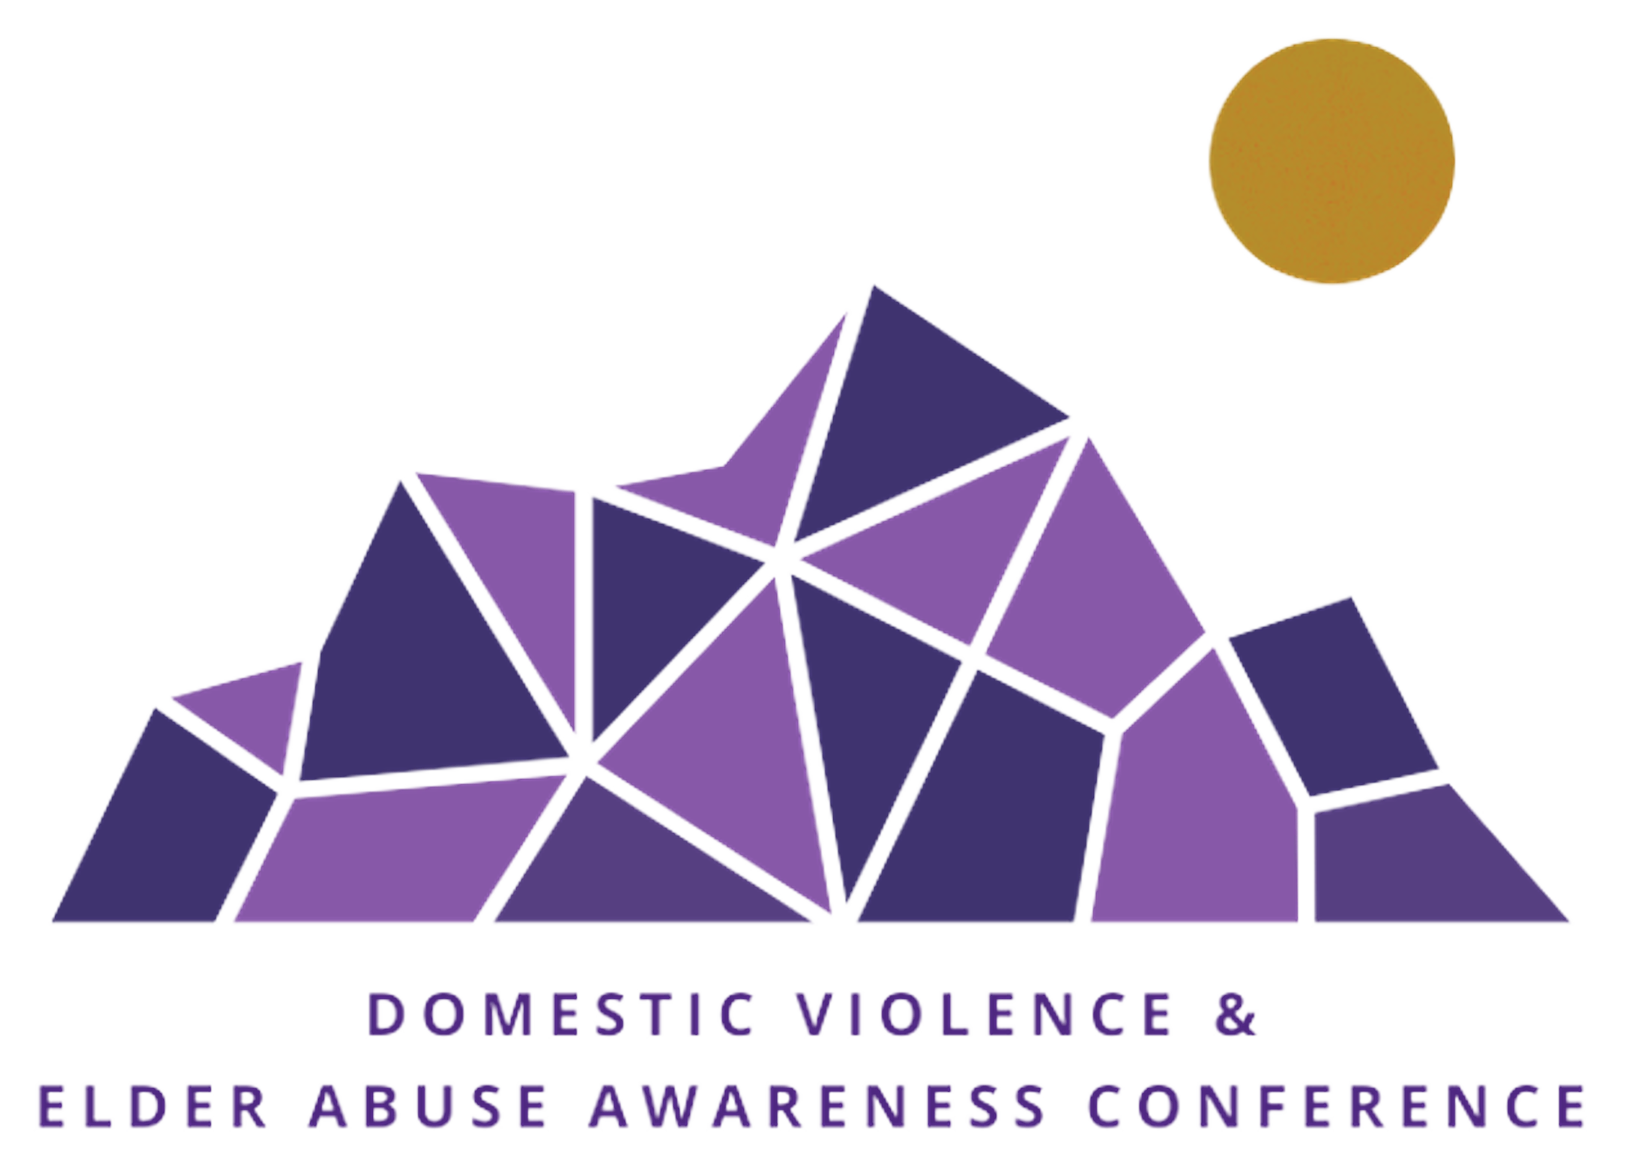 DOMESTIC VIOLENCE &
ELDER ABUSE AWARENESS CONFERENCE